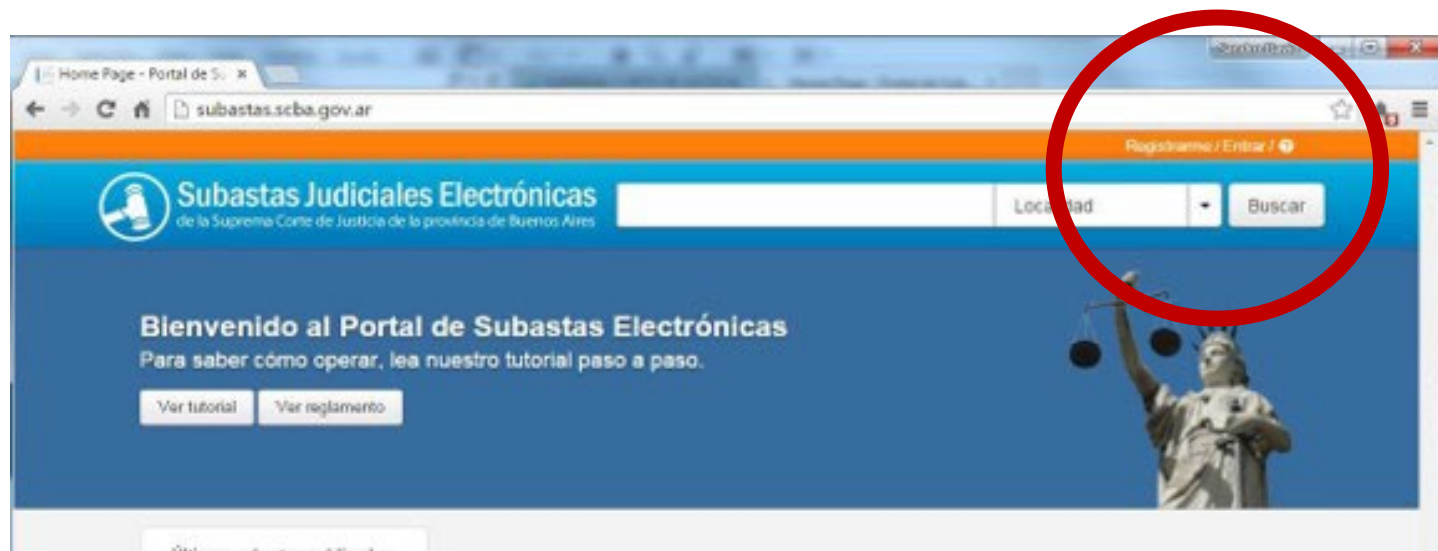 Home Page - Portal de S
subastas.scba.gov.ar
Registrarme / Entrar /
Subastas Judiciales Electrónicas
de la Suprema Corte de Justicia de la provincia de Buenos Aires
Localidad
Buscar
Bienvenido al Portal de Subastas Electrónicas
Para saber cómo operar, lea nuestro tutorial paso a paso.
Ver tutorial
Ver reglamento